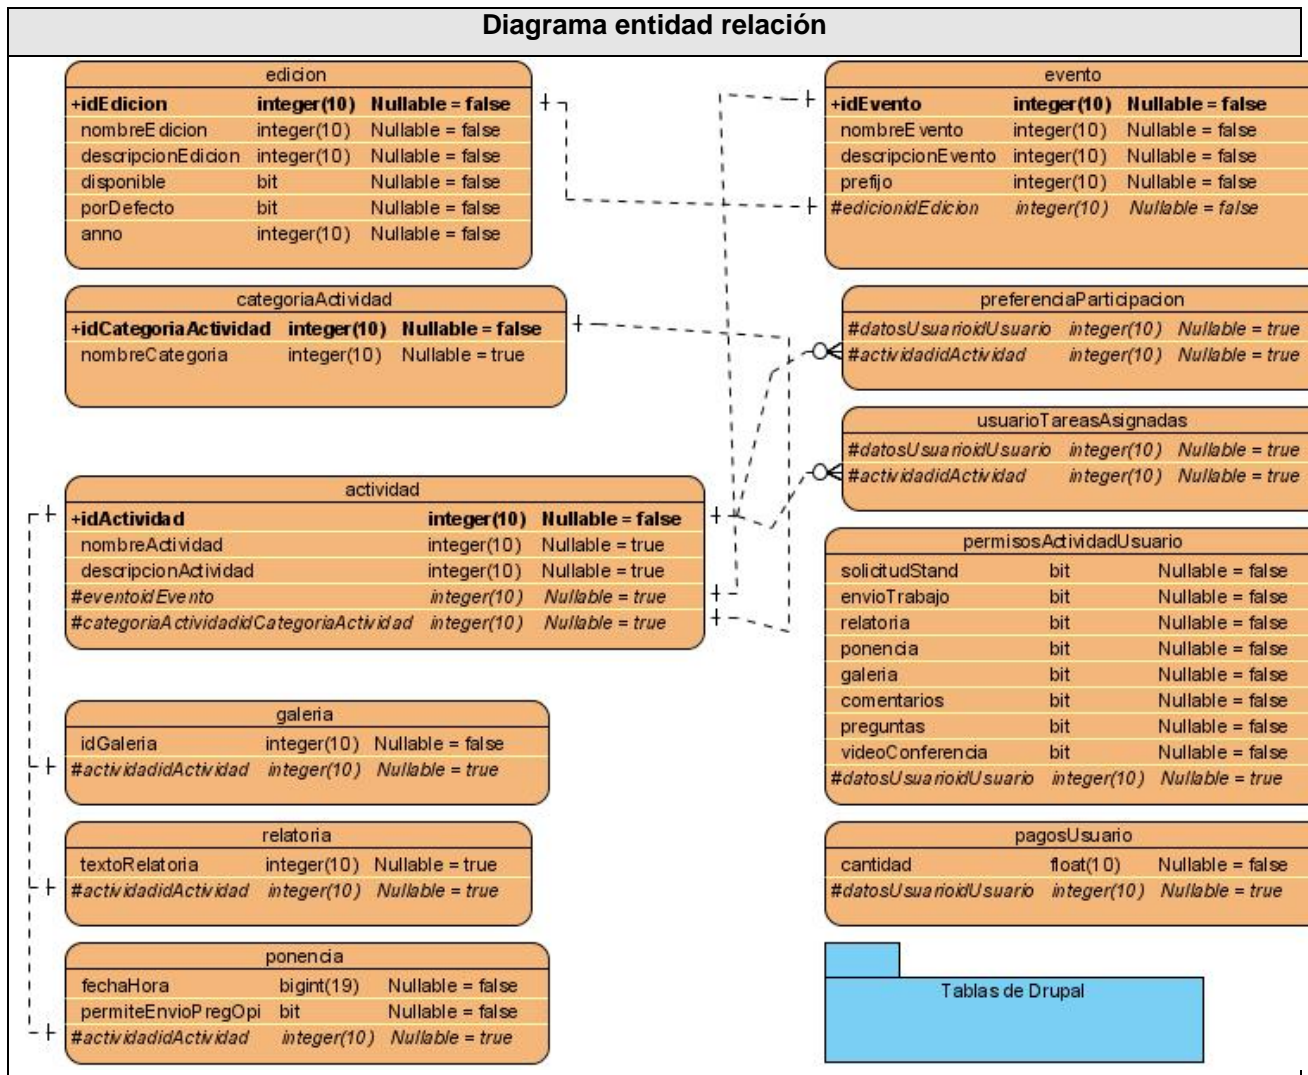 Diagrama entidad relación
edicion
+idEdicion integer(10) Nullable = false
nombreEdicion integer(10) Nullable = false
descripcionEdicion integer(10) Nullable = false
disponible bit Nullable = false
porDefecto bit Nullable = false
anno integer(10) Nullable = false
evento
+idEvento integer(10) Nullable = false
nombreEvento integer(10) Nullable = false
descripcionEvento integer(10) Nullable = false
prefijo integer(10) Nullable = false
#edicionidEdicion integer(10) Nullable = false
categoriaActividad
+idCategoriaActividad integer(10) Nullable = false
nombreCategoria integer(10) Nullable = true
preferenciaParticipacion
#datosUsuarioidUsuario integer(10) Nullable = true
#actividadidActividad integer(10) Nullable = true
usuarioTareasAsignadas
#datosUsuarioidUsuario integer(10) Nullable = true
#actividadidActividad integer(10) Nullable = true
actividad
+idActividad integer(10) Nullable = false
nombreActividad integer(10) Nullable = true
descripcionActividad integer(10) Nullable = true
#eventoidEvento integer(10) Nullable = true
#categoriaActividadidCategoriaActividad integer(10) Nullable = true
permisosActividadUsuario
solicitudStand bit Nullable = false
envioTrabajo bit Nullable = false
relatoria bit Nullable = false
ponencia bit Nullable = false
galeria bit Nullable = false
comentarios bit Nullable = false
preguntas bit Nullable = false
videoConferencia bit Nullable = false
#datosUsuarioidUsuario integer(10) Nullable = true
galeria
idGaleria integer(10) Nullable = false
#actividadidActividad integer(10) Nullable = true
relatoria
textoRelatoria integer(10) Nullable = true
#actividadidActividad integer(10) Nullable = true
pagosUsuario
cantidad float(10) Nullable = false
#datosUsuarioidUsuario integer(10) Nullable = true
ponencia
fechaHora bigint(19) Nullable = false
permiteEnvioPregOpi bit Nullable = false
#actividadidActividad integer(10) Nullable = true
Tablas de Drupal